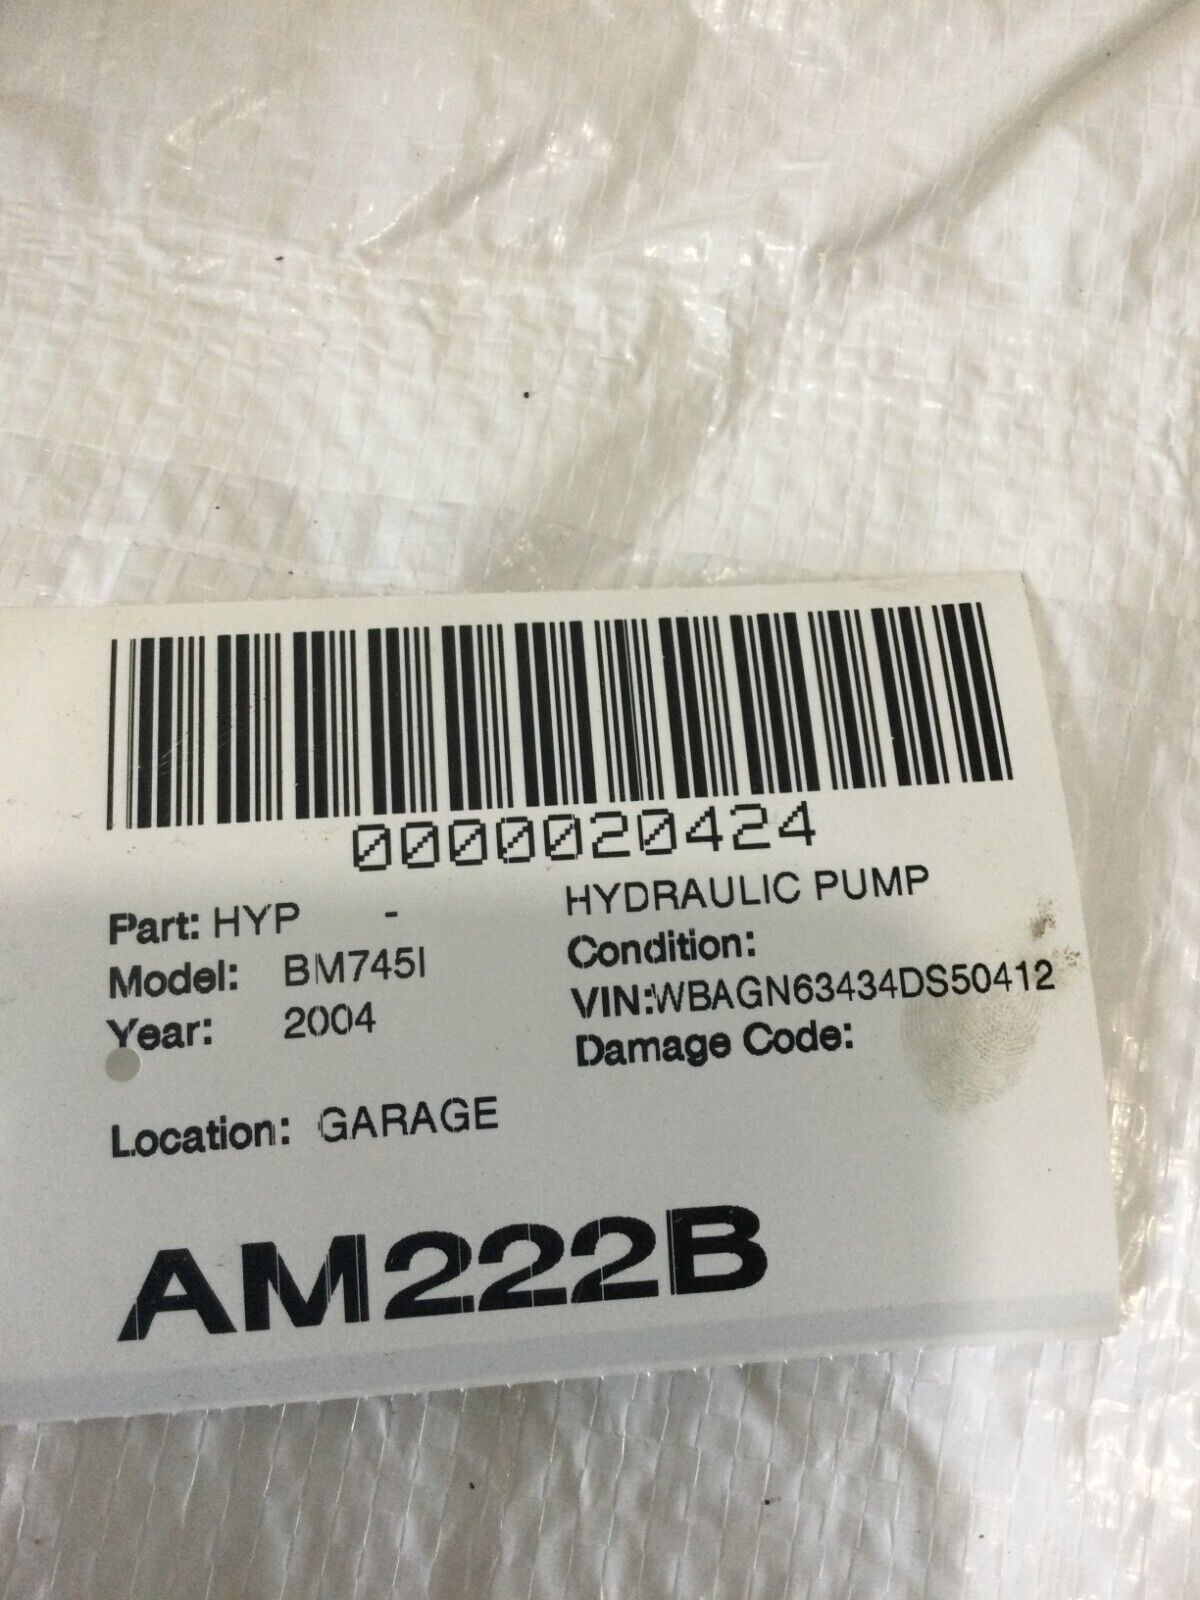 0000020424
Part: HYP - HYDRAULIC PUMP
Model: BM745I Condition:
Year: 2004 VIN:WBAGN63434DS50412
Damage Code:
Location: GARAGE
AM222B